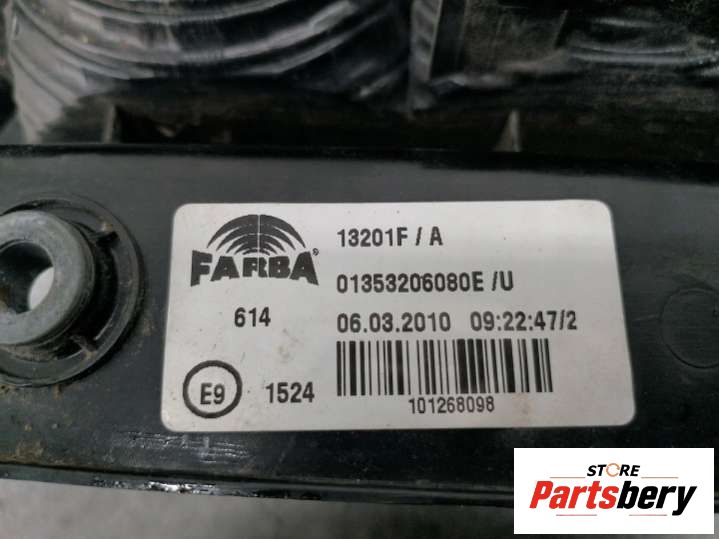 FARBA®
13201F / A
01353206080E /U
614
06.03.2010 09:22:47/2
E9
1524
101268098
STORE
Partsbery